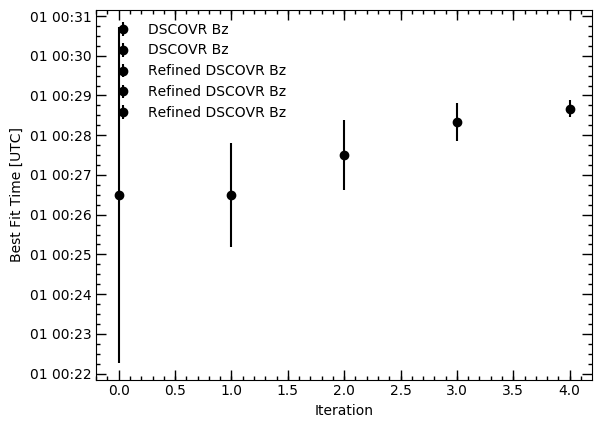 01 00:31
01 00:30
01 00:29
01 00:28
01 00:27
01 00:26
01 00:25
01 00:24
01 00:23
01 00:22
Best Fit Time [UTC]
DSCOVR Bz
DSCOVR Bz
Refined DSCOVR Bz
Refined DSCOVR Bz
Refined DSCOVR Bz
0.0 0.5 1.0 1.5 2.0 2.5 3.0 3.5 4.0
Iteration